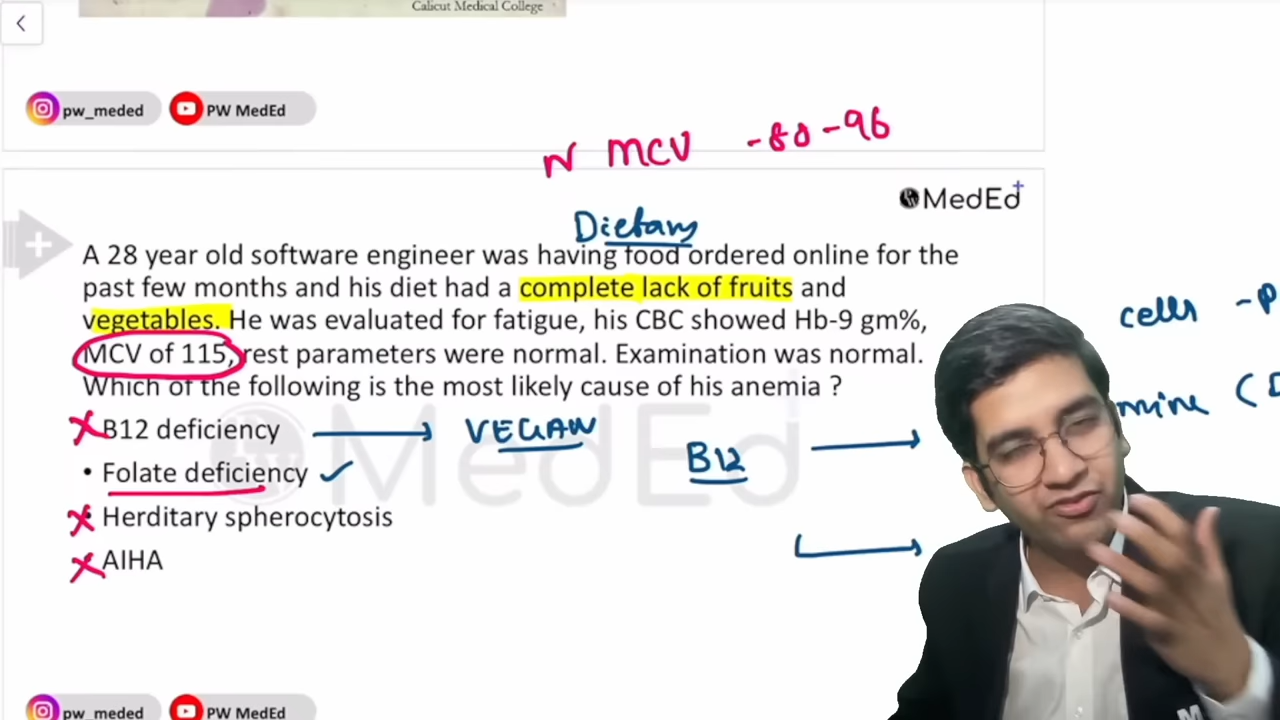 Calicut Medical College
pw_meded PW MedEd
N MCV -80-96
MedEd
Dietary
A 28 year old software engineer was having food ordered online for the
past few months and his diet had a complete lack of fruits and
vegetables. He was evaluated for fatigue, his CBC showed Hb-9 gm%,
MCV of 115, rest parameters were normal. Examination was normal.
Which of the following is the most likely cause of his anemia ?
cells - P
mine (
B12 deficiency VEGAN
B12
• Folate deficiency
Herditary spherocytosis
AIHA
MedEd
pw_meded PW MedEd
M